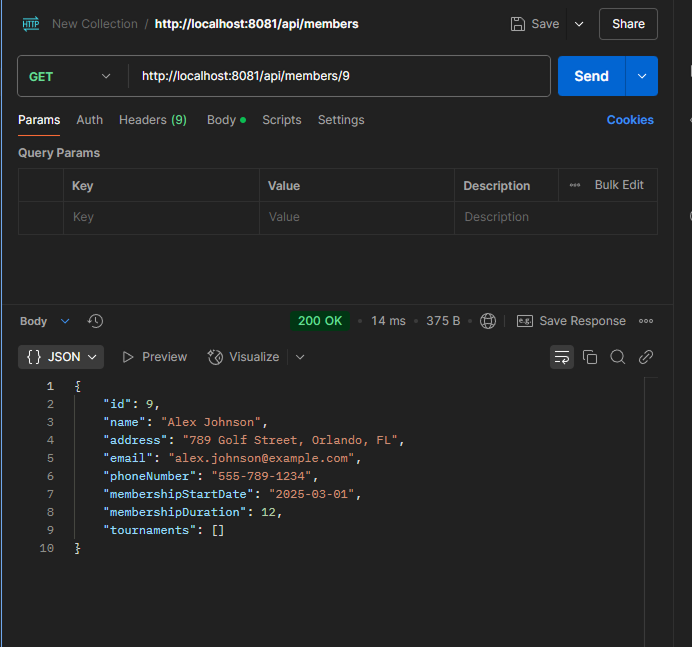 HTTP New Collection / http://localhost:8081/api/members Save Share
GET http://localhost:8081/api/members/9 Send
Params Auth Headers (9) Body Scripts Settings Cookies
Query Params
Key Value Description Bulk Edit
Key Value Description
Body 200 OK 14 ms 375 B e.g. Save Response
{} JSON Preview Visualize
1 {
2 "id": 9,
3 "name": "Alex Johnson",
4 "address": "789 Golf Street, Orlando, FL",
5 "email": "alex.johnson@example.com",
6 "phoneNumber": "555-789-1234",
7 "membershipStartDate": "2025-03-01",
8 "membershipDuration": 12,
9 "tournaments": []
10 }